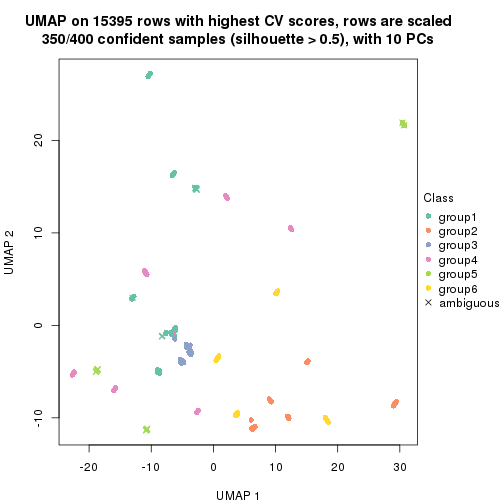 UMAP on 15395 rows with highest CV scores, rows are scaled
350/400 confident samples (silhouette > 0.5), with 10 PCs
20
10
0
-10
-20
-10
0
10
20
30
UMAP 1
UMAP 2
Class
group1
group2
group3
group4
group5
group6
ambiguous